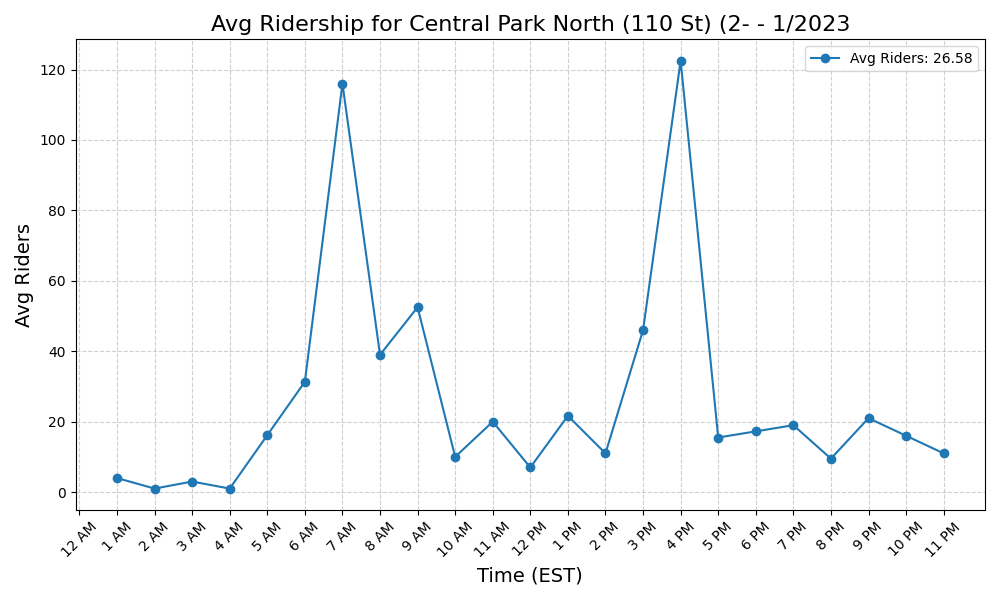 Avg Ridership for Central Park North (110 St) (2- - 1/2023
Avg Riders: 26.58
Avg Riders
120
100
80
60
40
20
0
12 AM
1 AM
2 AM
3 AM
4 AM
5 AM
6 AM
7 AM
8 AM
9 AM
10 AM
11 AM
12 PM
1 PM
2 PM
3 PM
4 PM
5 PM
6 PM
7 PM
8 PM
9 PM
10 PM
11 PM
Time (EST)